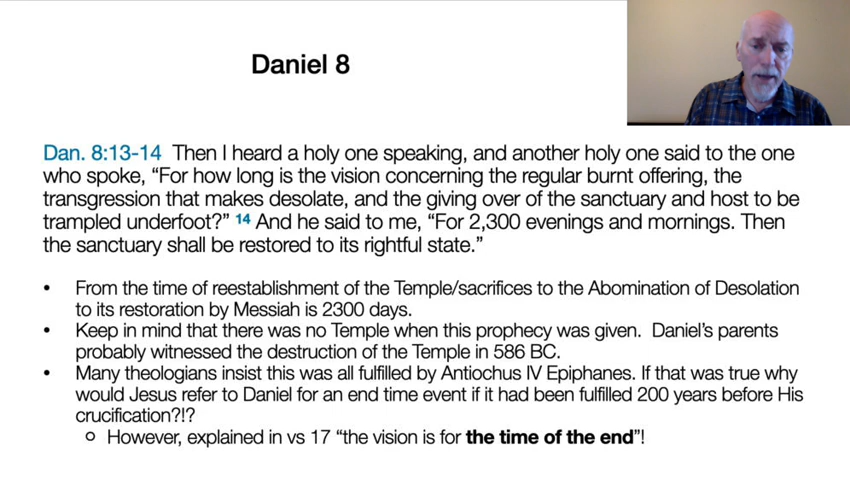 Daniel 8
Dan. 8:13-14 Then I heard a holy one speaking, and another holy one said to the one
who spoke, “For how long is the vision concerning the regular burnt offering, the
transgression that makes desolate, and the giving over of the sanctuary and host to be
trampled underfoot?” 14 And he said to me, “For 2,300 evenings and mornings. Then
the sanctuary shall be restored to its rightful state.”
• From the time of reestablishment of the Temple/sacrifices to the Abomination of Desolation
to its restoration by Messiah is 2300 days.
• Keep in mind that there was no Temple when this prophecy was given. Daniel’s parents
probably witnessed the destruction of the Temple in 586 BC.
• Many theologians insist this was all fulfilled by Antiochus IV Epiphanes. If that was true why
would Jesus refer to Daniel for an end time event if it had been fulfilled 200 years before His
crucification?!?
○ However, explained in vs 17 “the vision is for the time of the end”!